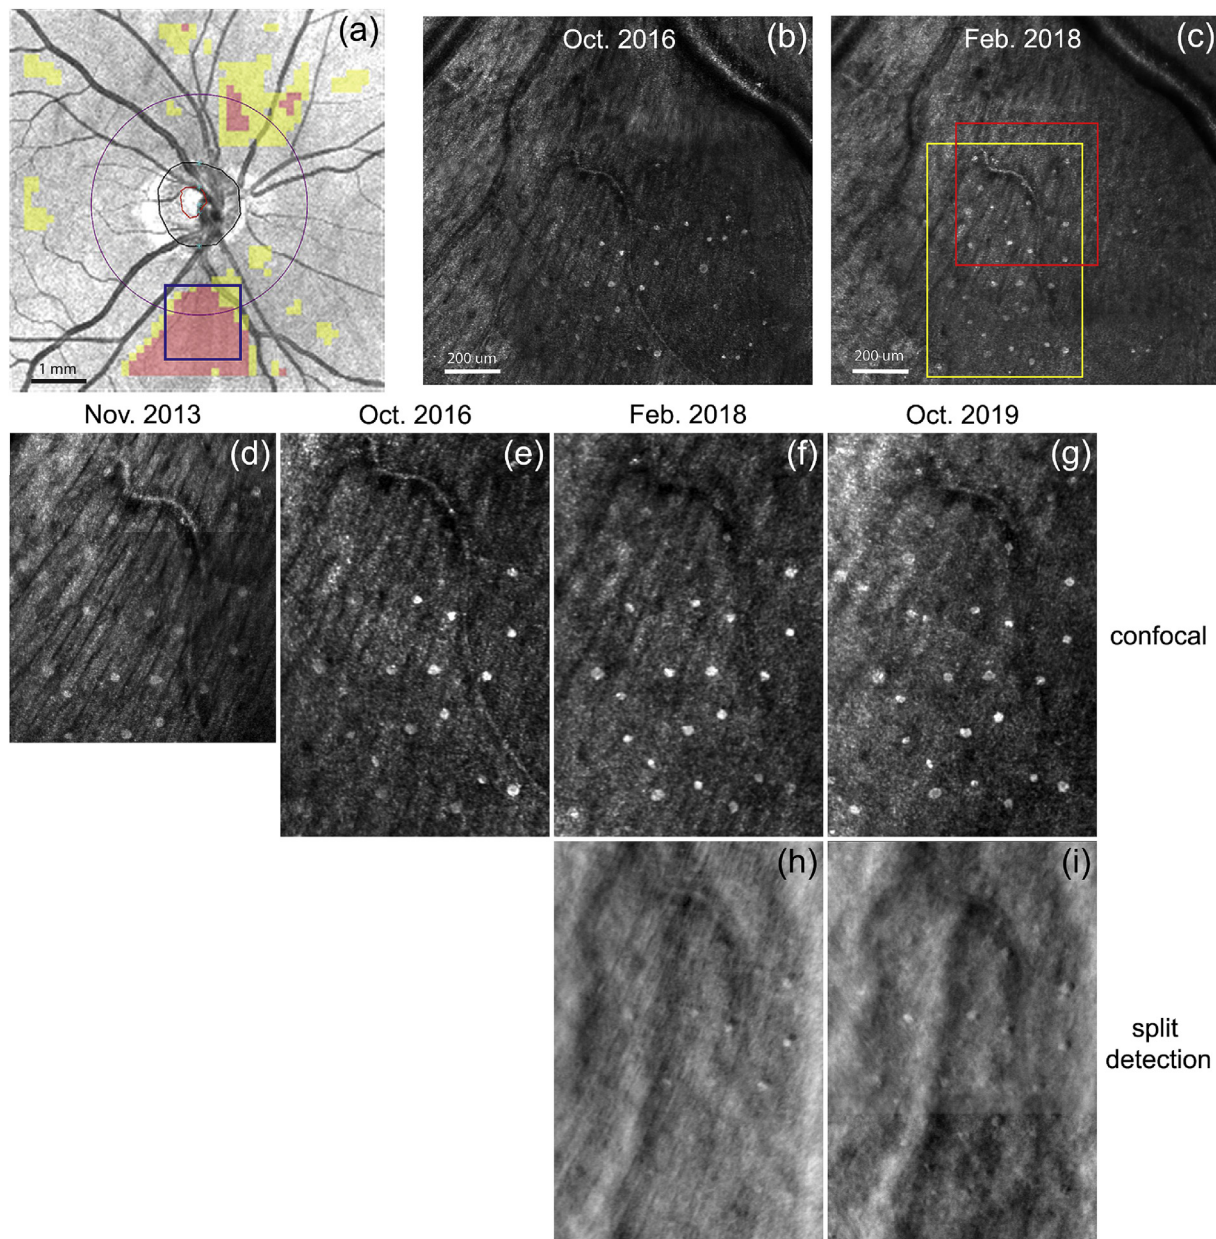 (a)
1 mm
Oct. 2016
(b)
200 um
Feb. 2018
(c)
200 um
Nov. 2013
Oct. 2016
Feb. 2018
Oct. 2019
(d)
(e)
(f)
(g)
confocal
(h)
(i)
split
detection